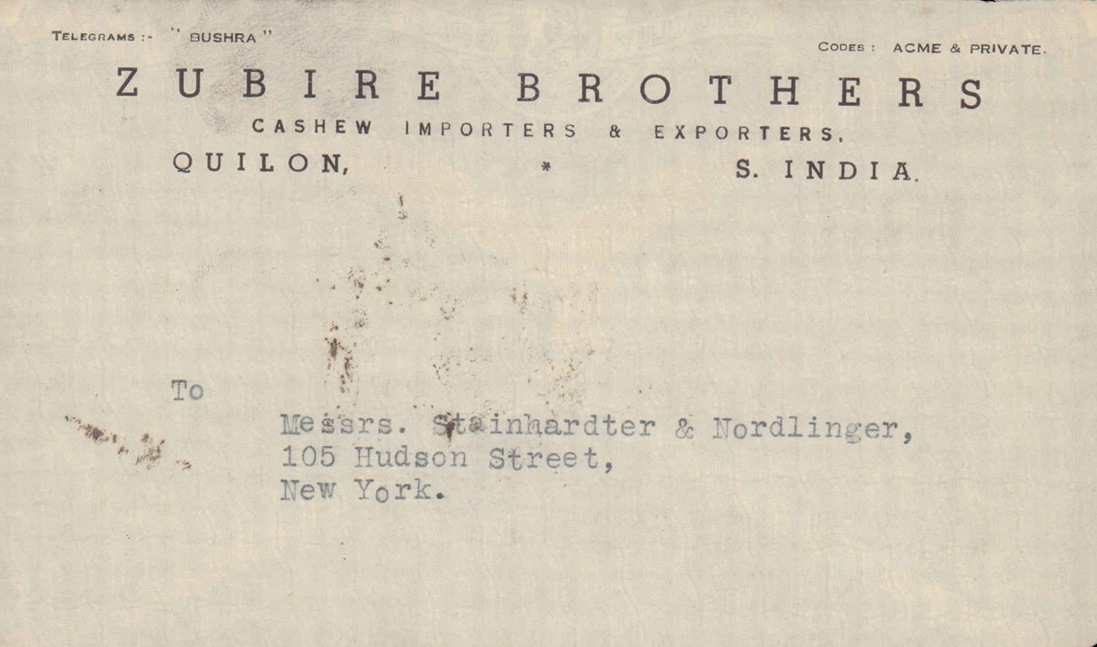 TELEGRAMS :- " BUSHRA "
CODES : ACME & PRIVATE.
ZUBIRE BROTHERS
CASHEW IMPORTERS & EXPORTERS,
QUILON, * S. INDIA.
To
Messrs. Stainhardter & Nordlinger,
105 Hudson Street,
New York.